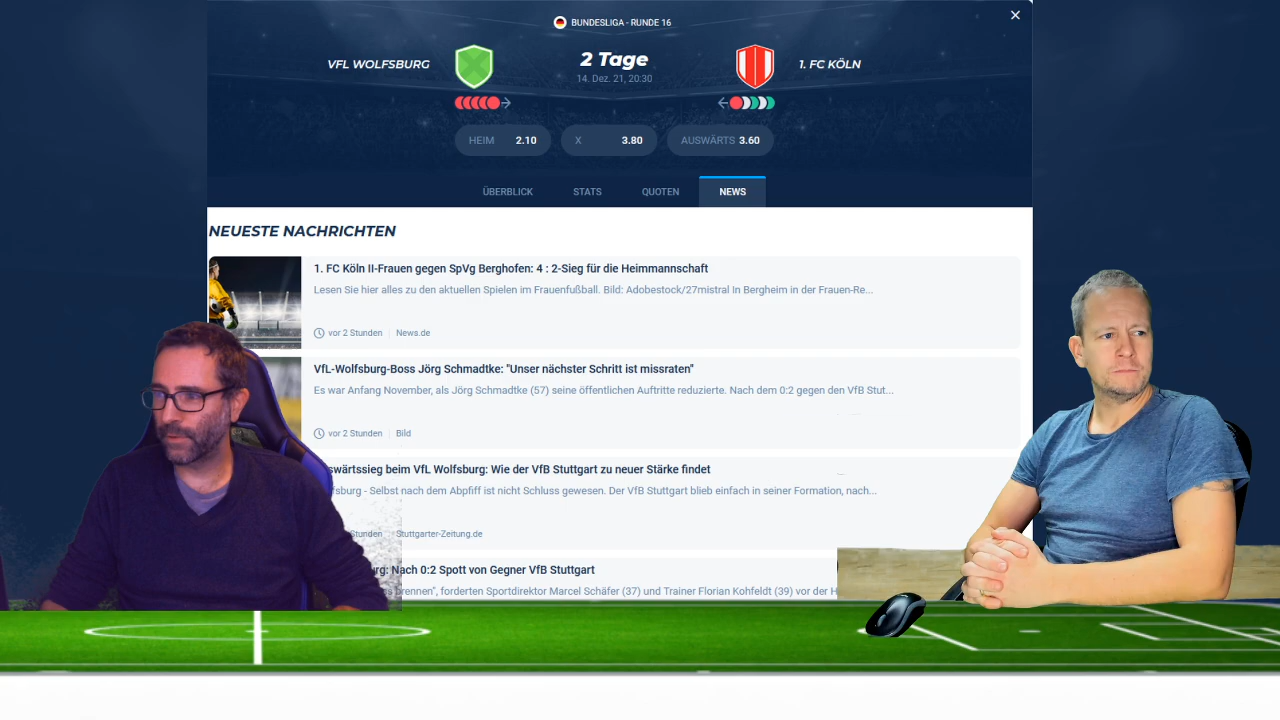 BUNDESLIGA - RUNDE 16
VFL WOLFSBURG
2 Tage
1. FC KÖLN
14. Dez. 21, 20:30
HEIM 2.10
X 3.80
AUSWÄRTS 3.60
ÜBERBLICK STATS QUOTEN NEWS
NEUESTE NACHRICHTEN
1. FC Köln II-Frauen gegen SpVg Berghofen: 4 : 2-Sieg für die Heimmannschaft
Lesen Sie hier alles zu den aktuellen Spielen im Frauenfußball. Bild: Adobestock/27mistral In Bergheim in der Frauen-Re...
vor 2 Stunden News.de
VfL-Wolfsburg-Boss Jörg Schmadtke: "Unser nächster Schritt ist missraten"
Es war Anfang November, als Jörg Schmadtke (57) seine öffentlichen Auftritte reduzierte. Nach dem 0:2 gegen den VfB Stut...
vor 2 Stunden Bild
swärtssieg beim VfL Wolfsburg: Wie der VfB Stuttgart zu neuer Stärke findet
fsburg - Selbst nach dem Abpfiff ist nicht Schluss gewesen. Der VfB Stuttgart blieb einfach in seiner Formation, nach...
Stunden Stuttgarter-Zeitung.de
urg: Nach 0:2 Spott von Gegner VfB Stuttgart
brennen", forderten Sportdirektor Marcel Schäfer (37) und Trainer Florian Kohfeldt (39) vor der H